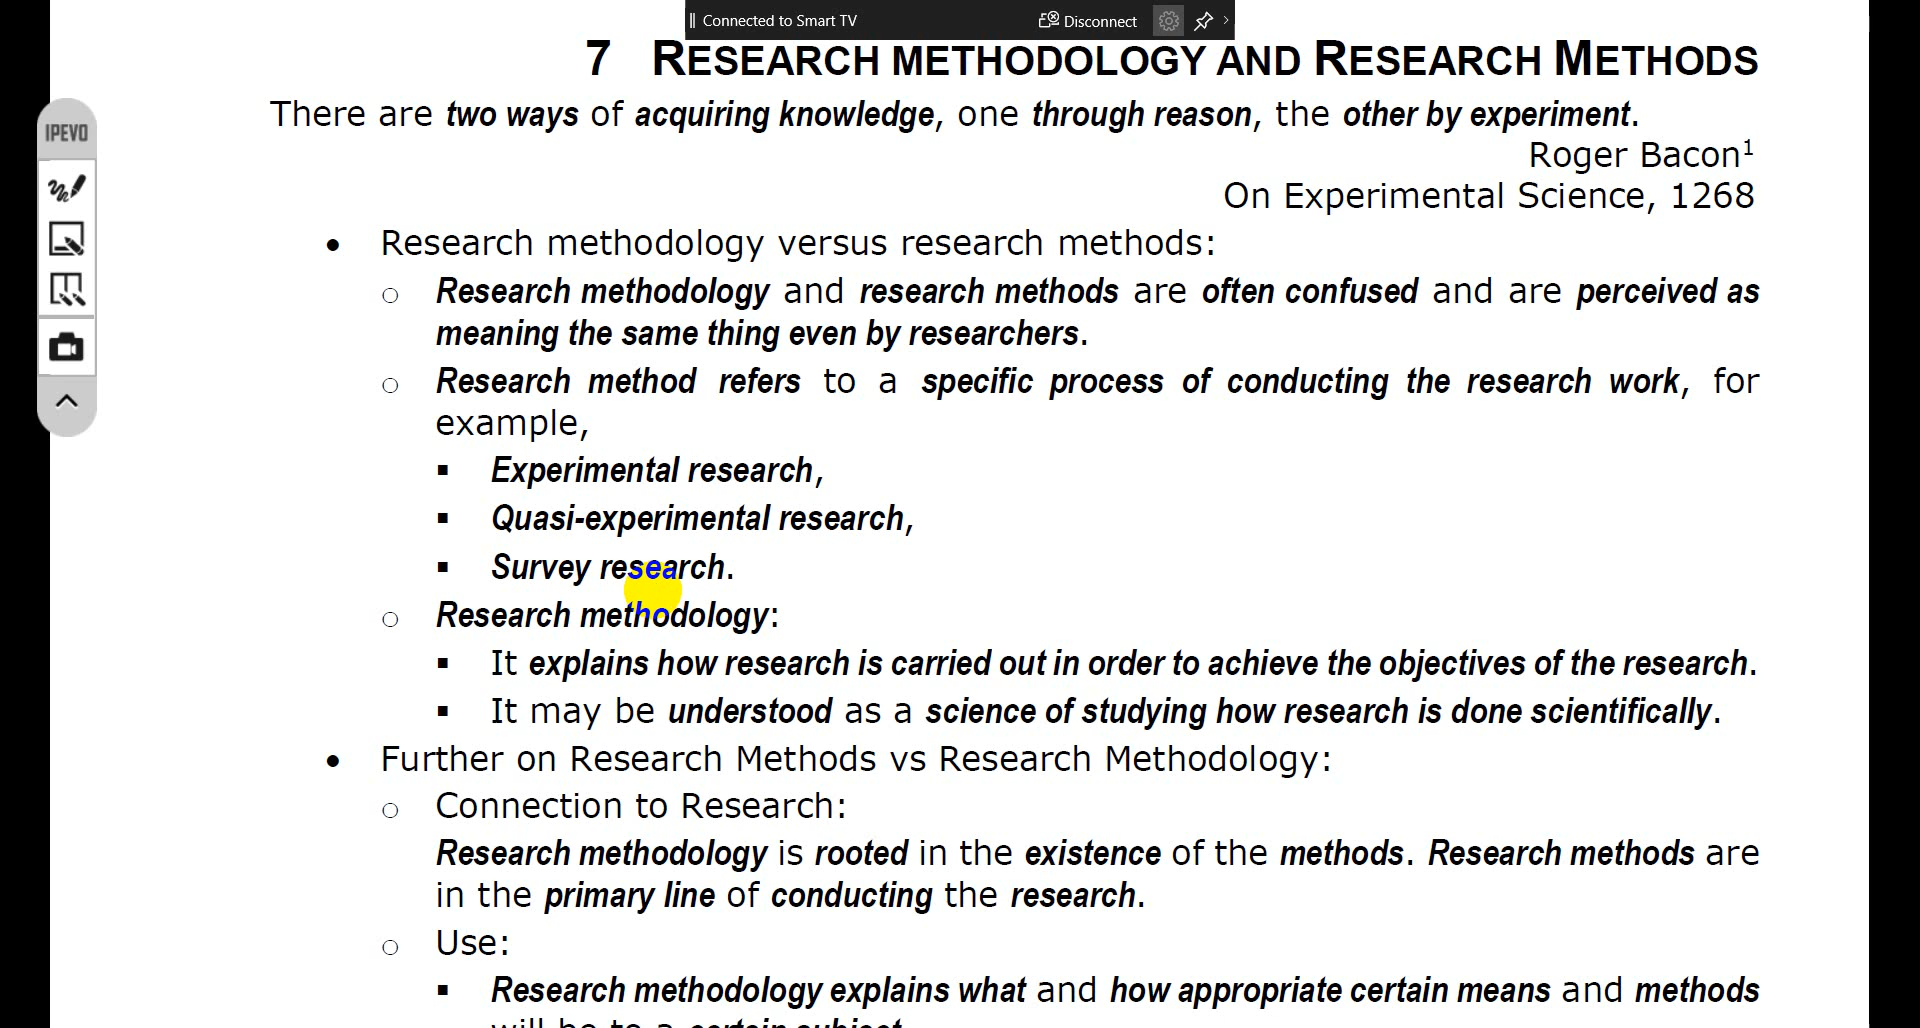 Connected to Smart TV Disconnect
7 RESEARCH METHODOLOGY AND RESEARCH METHODS
There are two ways of acquiring knowledge, one through reason, the other by experiment.
IPEVO
Roger Bacon1
On Experimental Science, 1268
• Research methodology versus research methods:
○ Research methodology and research methods are often confused and are perceived as
meaning the same thing even by researchers.
○ Research method refers to a specific process of conducting the research work, for
example,
▪ Experimental research,
▪ Quasi-experimental research,
▪ Survey research.
○ Research methodology:
▪ It explains how research is carried out in order to achieve the objectives of the research.
▪ It may be understood as a science of studying how research is done scientifically.
• Further on Research Methods vs Research Methodology:
○ Connection to Research:
Research methodology is rooted in the existence of the methods. Research methods are
in the primary line of conducting the research.
○ Use:
▪ Research methodology explains what and how appropriate certain means and methods
will be to a certain subject